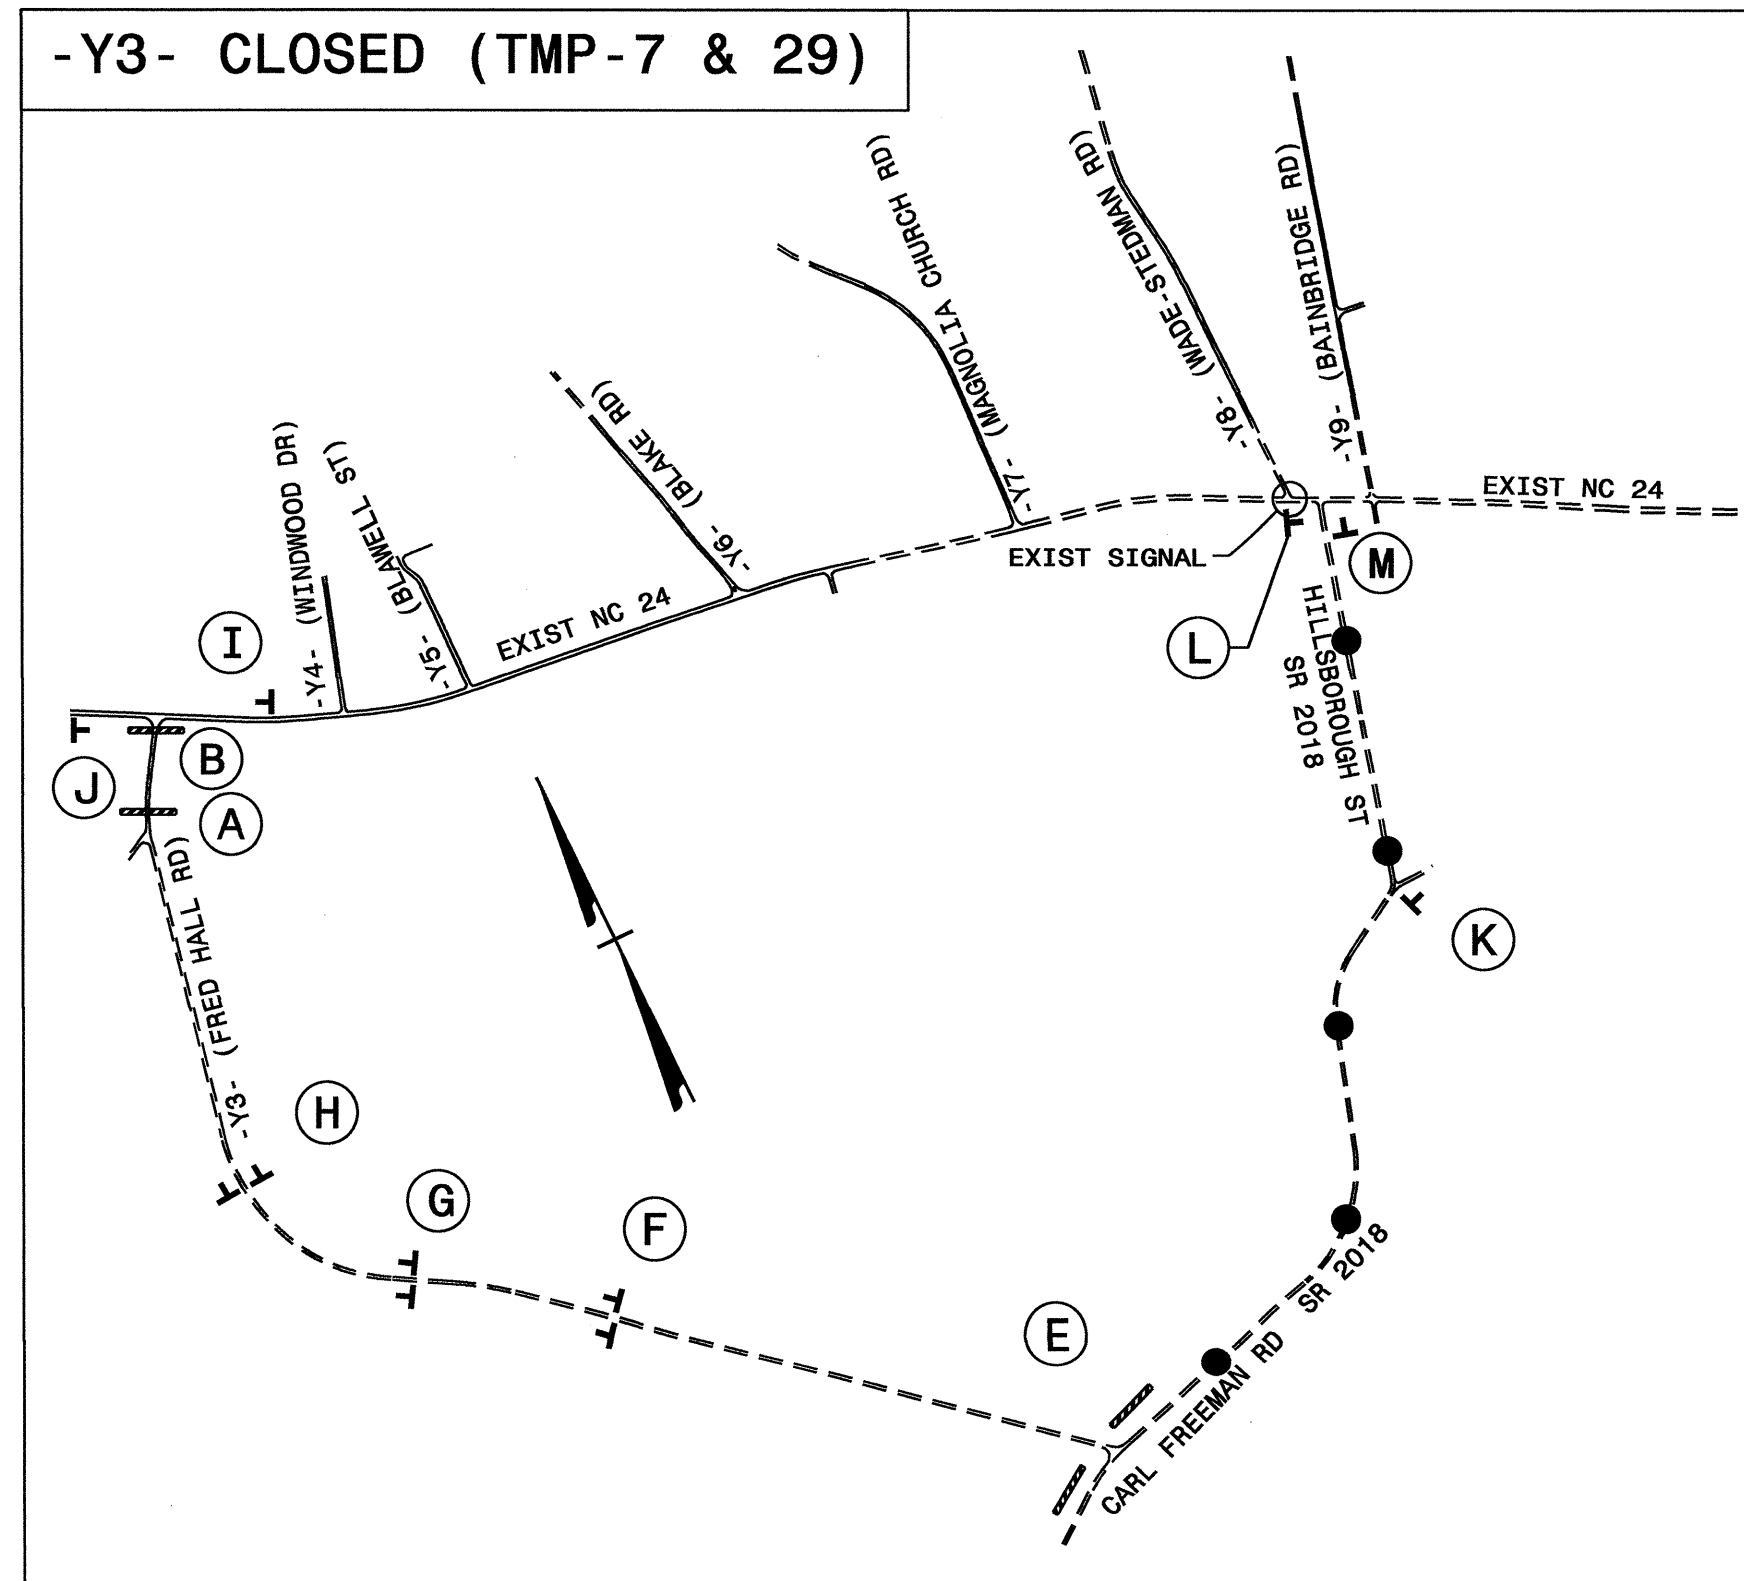 -Y3- CLOSED (TMP-7 & 29)
-Y4- (WINDWOOD DR)
-Y5- (BLAWELL ST)
-Y6- (BLAKE RD)
-Y7- (MAGNOLIA CHURCH RD)
-Y8- (WADE-STEDMAN RD)
-Y9- (BAINBRIDGE RD)
EXIST NC 24
EXIST NC 24
EXIST SIGNAL
M
L
HILLSBOROUGH ST
SR 2018
I
B
J
A
K
-Y3- (FRED HALL RD)
H
G
F
E
CARL FREEMAN RD SR 2018